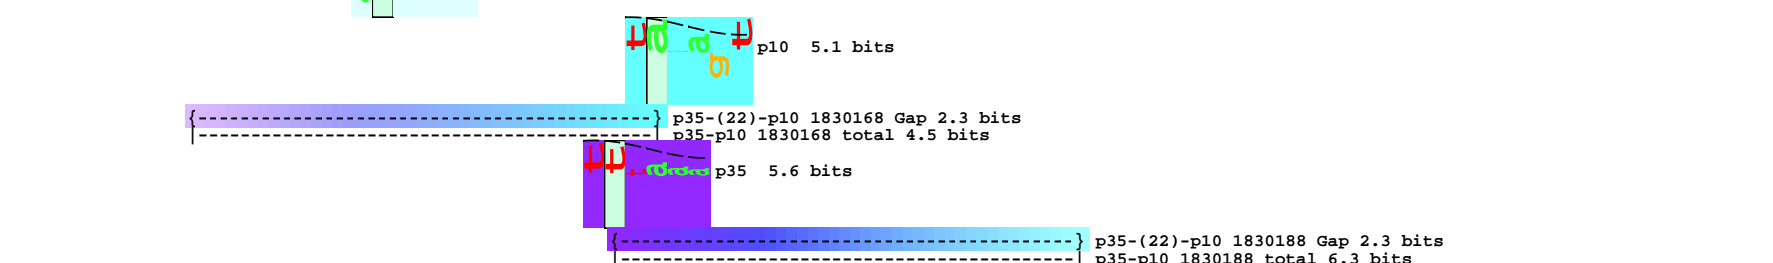 t a a g t p10 5.1 bits
{-------------------------------------------} p35-(22)-p10 1830168 Gap 2.3 bits
|-------------------------------------------| p35-p10 1830168 total 4.5 bits
t t t a a a p35 5.6 bits
{-------------------------------------------} p35-(22)-p10 1830188 Gap 2.3 bits
|-------------------------------------------| p35-p10 1830188 total 6.3 bits